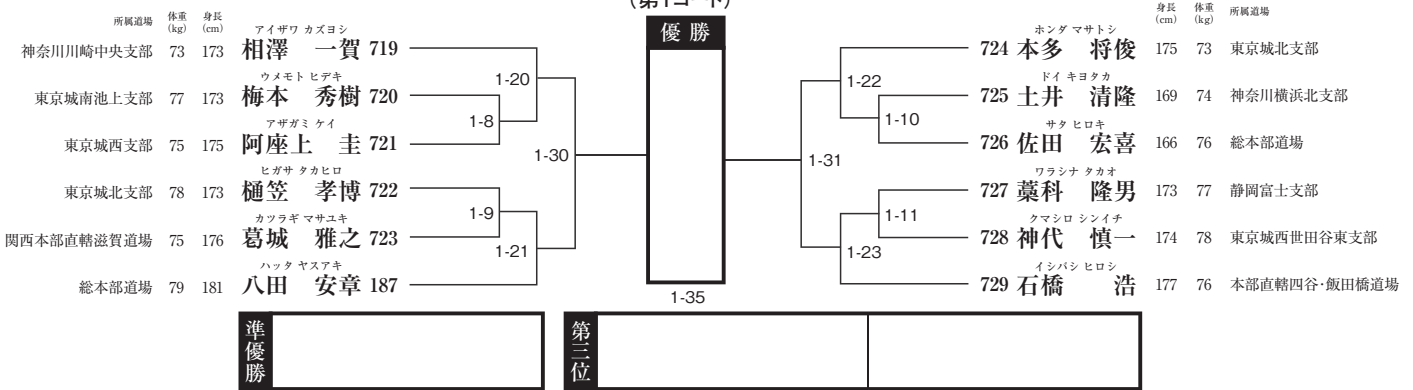 (第1コート)
所属道場 体重(kg) 身長(cm)
身長(cm) 体重(kg) 所属道場
優勝
アイザワ カズヨシ
神奈川川崎中央支部 73 173 相澤 一賀 719
ウメモト ヒデキ
東京城南池上支部 77 173 梅本 秀樹 720
アザガミ ケイ
東京城西支部 75 175 阿座上 圭 721
ヒガサ タカヒロ
東京城北支部 78 173 樋笠 孝博 722
カツラギ マサユキ
関西本部直轄滋賀道場 75 176 葛城 雅之 723
ハッタ ヤスアキ
総本部道場 79 181 八田 安章 187
1-20
1-8
1-30
1-9
1-21
ホンダ マサトシ
724 本多 将俊 175 73 東京城北支部
ドイ キヨタカ
725 土井 清隆 169 74 神奈川横浜北支部
サタ ヒロキ
726 佐田 宏喜 166 76 総本部道場
ワラシナ タカオ
727 藁科 隆男 173 77 静岡富士支部
クマシロ シンイチ
728 神代 慎一 174 78 東京城西世田谷東支部
イシバシ ヒロシ
729 石橋 浩 177 76 本部直轄四谷・飯田橋道場
1-22
1-10
1-31
1-11
1-23
1-35
準優勝
第三位